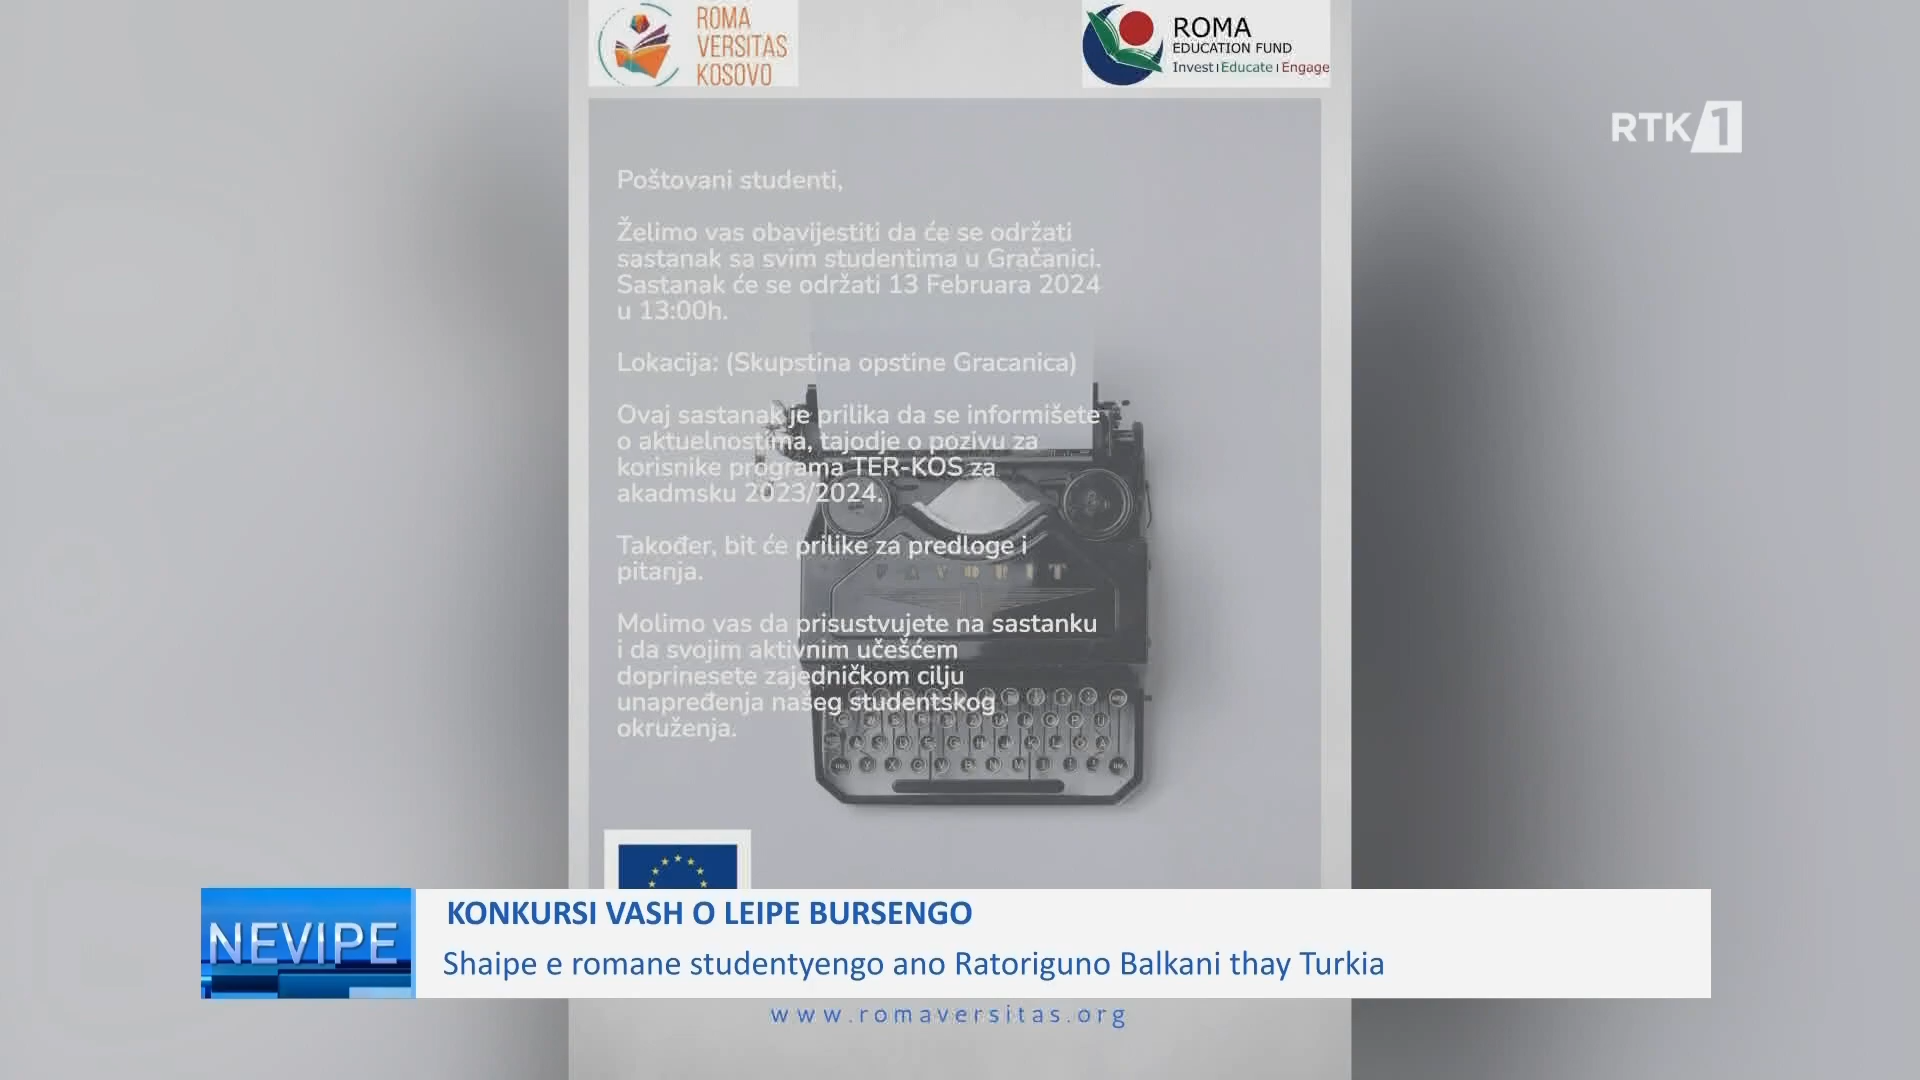 ROMA
VERSITAS
KOSOVO
ROMA
EDUCATION FUND
Invest I Educate I Engage
RTK 1
Poštovani studenti,
Želimo vas obavijestiti da će se održati
sastanak sa svim studentima u Gračanici.
Sastanak će se održati 13 Februara 2024
u 13:00h.
Lokacija: (Skupstina opstine Gracanica)
Ovaj sastanak je prilika da se informišete
o aktuelnostima, tajodje o pozivu za
korisnike programa TER-KOS za
akadmsku 2023/2024.
Također, bit će prilike za predloge i
pitanja.
Molimo vas da prisustvujete na sastanku
i da svojim aktivnim učešćem
doprinesete zajedničkom cilju
unapređenja našeg studentskog
okruženja.
FAVORIT
NEVIPE
KONKURSI VASH O LEIPE BURSENGO
Shaipe e romane studentyengo ano Ratoriguno Balkani thay Turkia
www.romaversitas.org